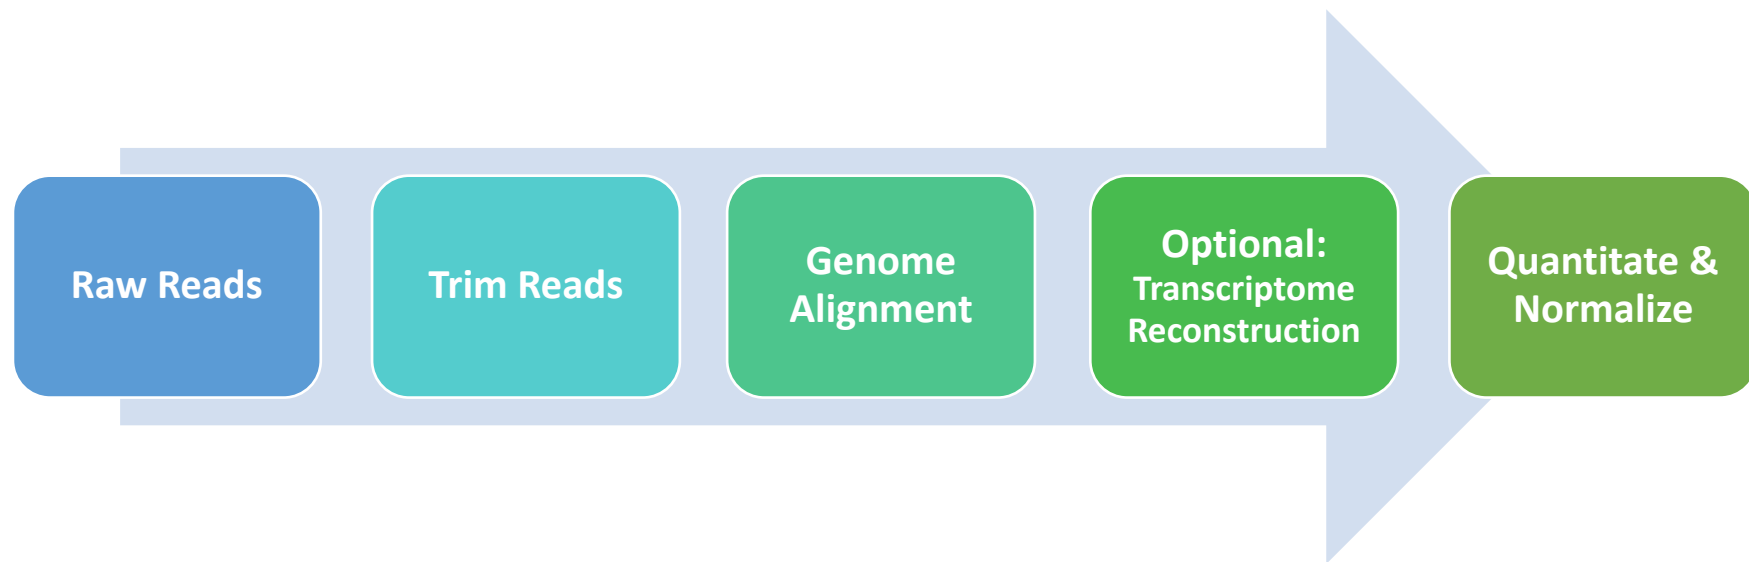 Raw Reads
Trim Reads
Genome
Alignment
Optional:
Transcriptome
Reconstruction
Quantitate &
Normalize